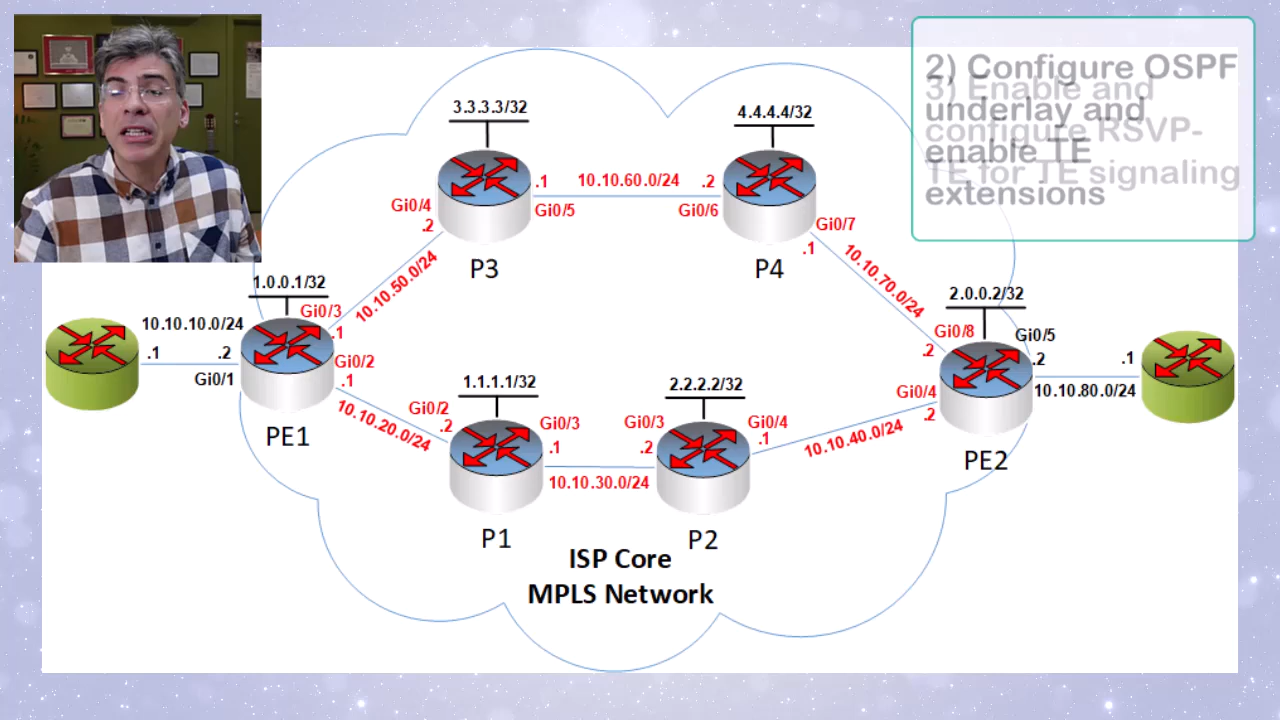 2) Configure OSPF
underlay and
enable TE
extensions
3) Enable and
configure RSVP-
TE for TE signaling
3.3.3.3/32
4.4.4.4/32
.1
10.10.60.0/24
.2
Gi0/4
Gi0/5
Gi0/6
.2
Gi0/7
.1
P3
P4
10.10.50.0/24
10.10.70.0/24
1.0.0.1/32
2.0.0.2/32
Gi0/3
.1
10.10.10.0/24
Gi0/8
Gi0/5
.1
.2
Gi0/2
.2
.2
.1
Gi0/1
.1
1.1.1.1/32
2.2.2.2/32
Gi0/4
10.10.80.0/24
Gi0/2
.2
10.10.20.0/24
Gi0/3
Gi0/3
Gi0/4
.2
PE1
.1
.2
.1
10.10.40.0/24
PE2
10.10.30.0/24
P1
P2
ISP Core
MPLS Network